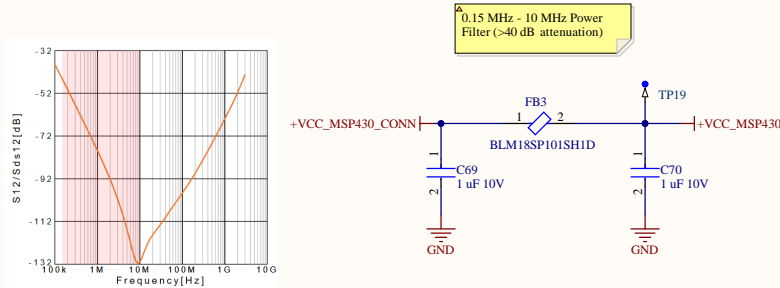 0.15 MHz - 10 MHz Power
Filter (>40 dB attenuation)
-32
-52
-72
-92
-112
-132
S12/Sds12[dB]
100k 1M 10M 100M 1G 10G
Frequency[Hz]
TP19
FB3
+VCC_MSP430_CONN 1 2 +VCC_MSP430
BLM18SP101SH1D
1 C69 1 C70
2 1 uF 10V 2 1 uF 10V
GND GND